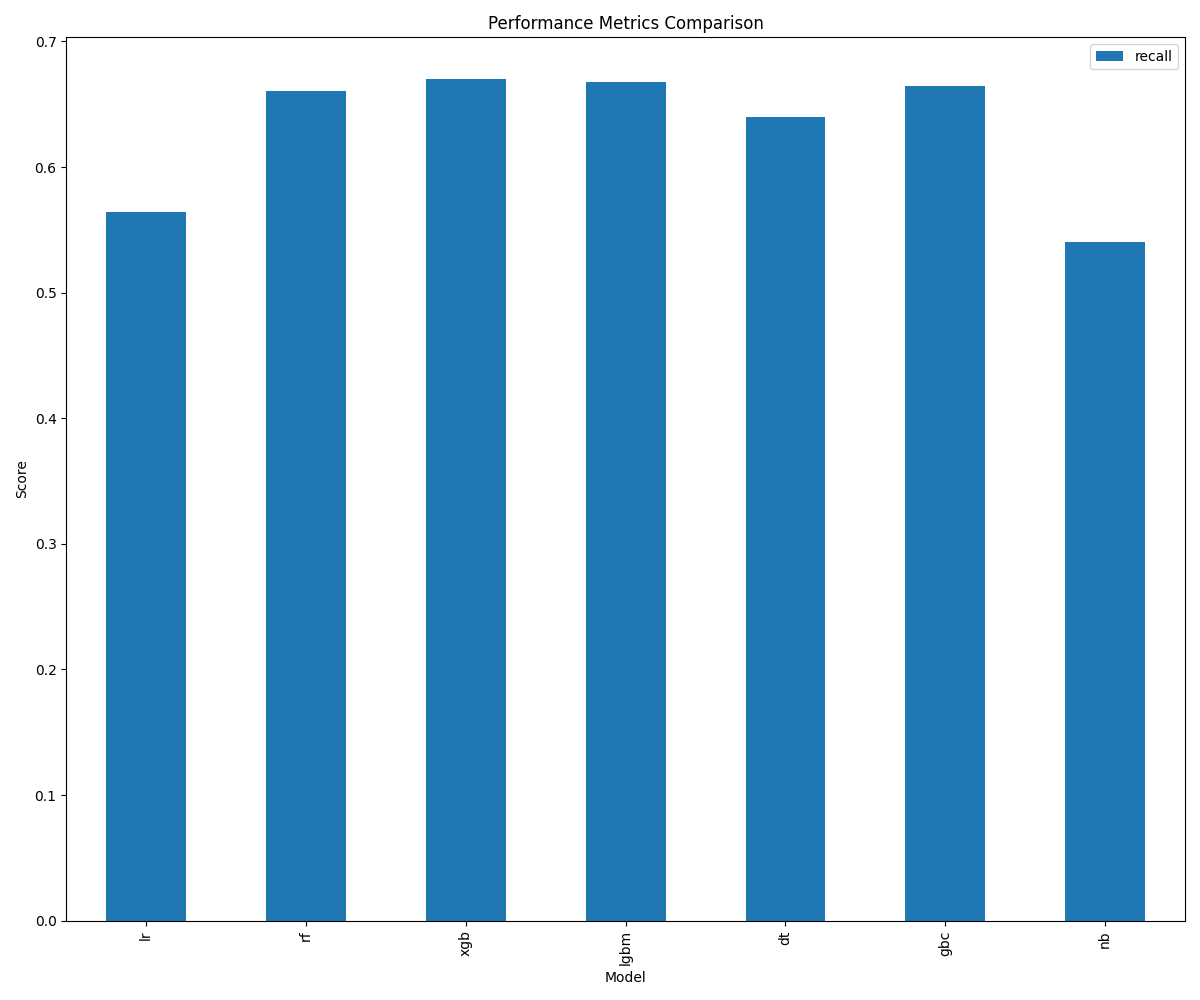 Performance Metrics Comparison
recall
0.7
0.6
0.5
0.4
0.3
0.2
0.1
0.0
Score
lr
rf
xgb
lgbm
dt
gbc
nb
Model